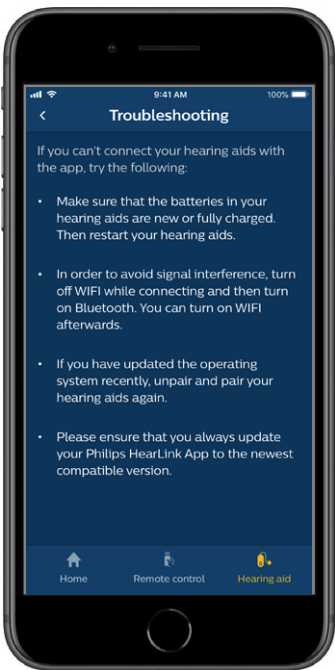 9:41 AM
100%
Troubleshooting
If you can't connect your hearing aids with
the app, try the following:
• Make sure that the batteries in your
hearing aids are new or fully charged.
Then restart your hearing aids.
• In order to avoid signal interference, turn
off WIFI while connecting and then turn
on Bluetooth. You can turn on WIFI
afterwards.
• If you have updated the operating
system recently, unpair and pair your
hearing aids again.
• Please ensure that you always update
your Philips HearLink App to the newest
compatible version.
Home
Remote control
Hearing aid